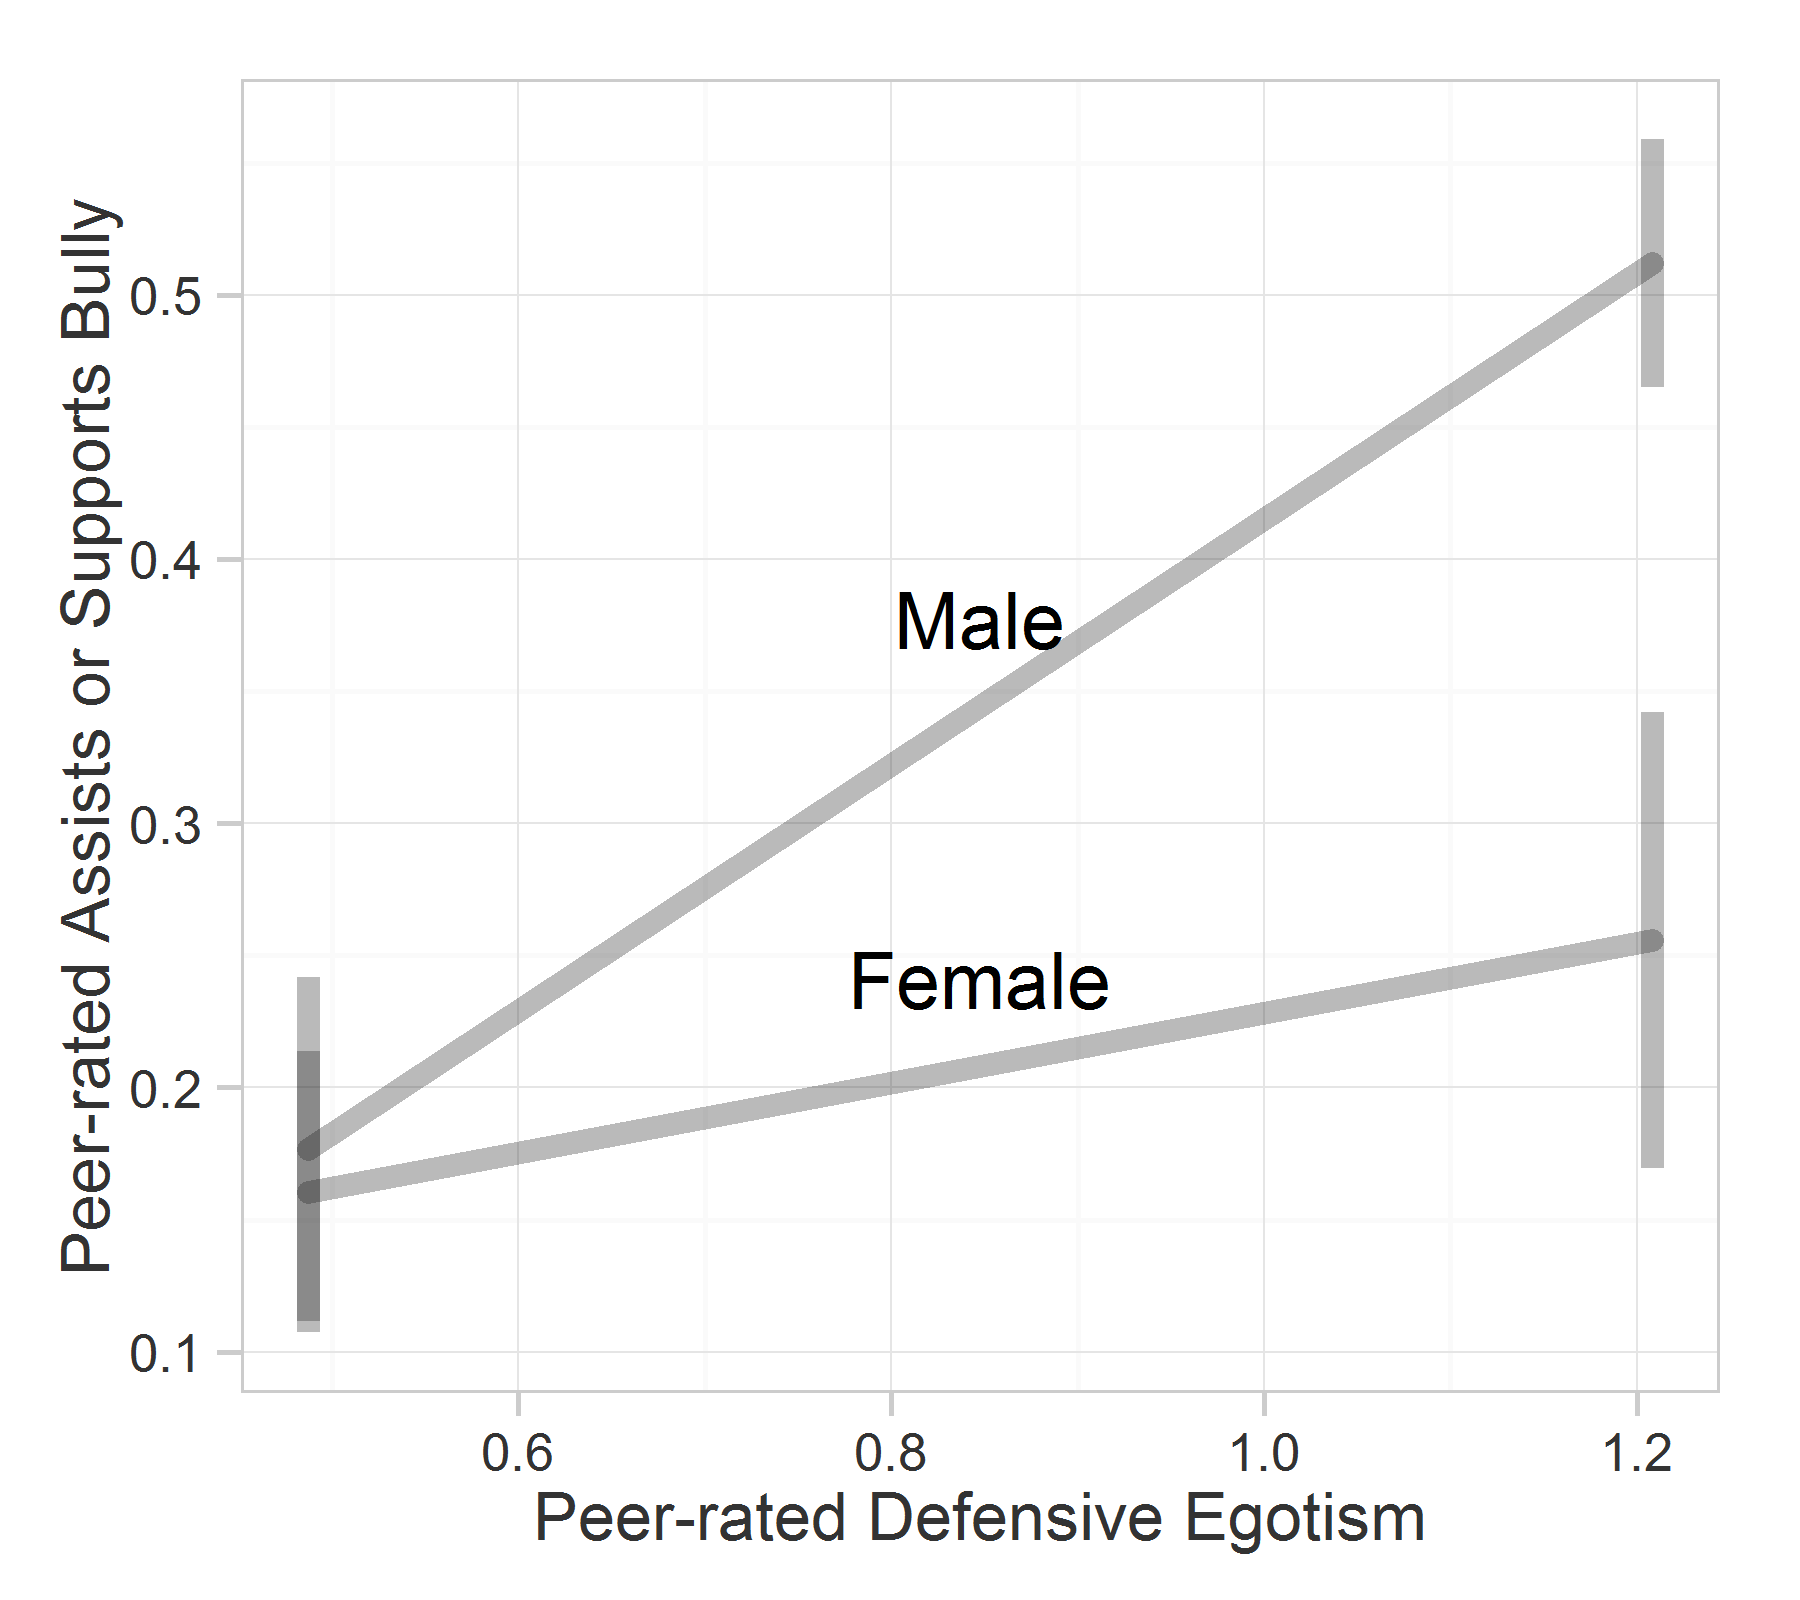 Peer-rated Assists or Supports Bully
0.5
0.4
0.3
0.2
0.1
Male
Female
0.6 0.8 1.0 1.2
Peer-rated Defensive Egotism